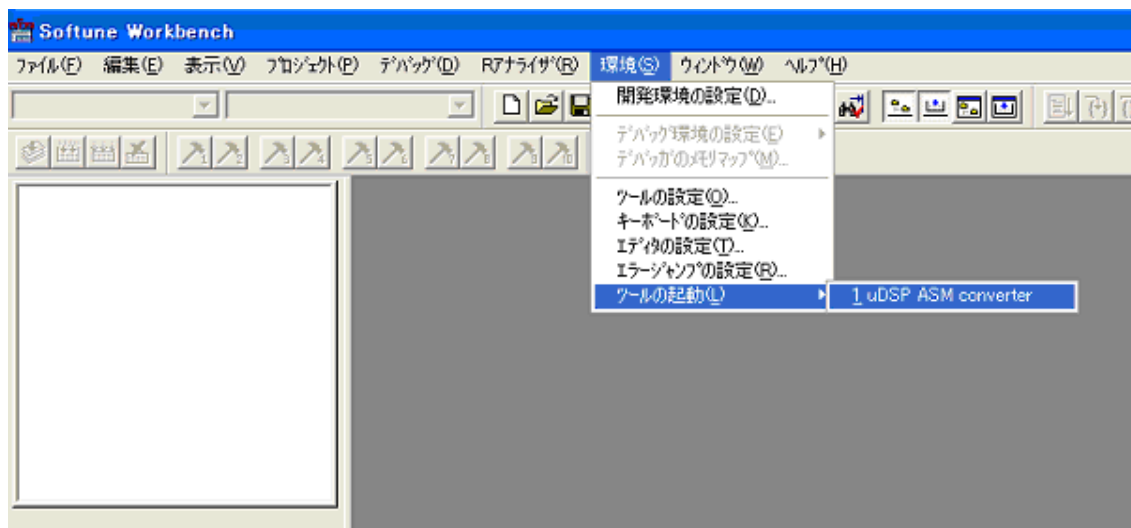 Softune Workbench
ﾌｧｲﾙ(F) 編集(E) 表示(V) ﾌﾟﾛｼﾞｪｸﾄ(P) ﾃﾞﾊﾞｯｸﾞ(D) Rｱﾅﾗｲｻﾞ(R) 環境(S) ｳｨﾝﾄﾞｳ(W) ﾍﾙﾌﾟ(H)
開発環境の設定(D)...
ﾃﾞﾊﾞｯｸﾞ環境の設定(E)
ﾃﾞﾊﾞｯｶﾞのﾒﾓﾘﾏｯﾌﾟ(M)...
ﾂｰﾙの設定(O)...
ｷｰﾎﾞｰﾄﾞの設定(K)...
ｴﾃﾞｨﾀの設定(T)...
ｴﾗｰｼﾞｬﾝﾌﾟの設定(R)...
ﾂｰﾙの起動(L) 1 uDSP ASM converter